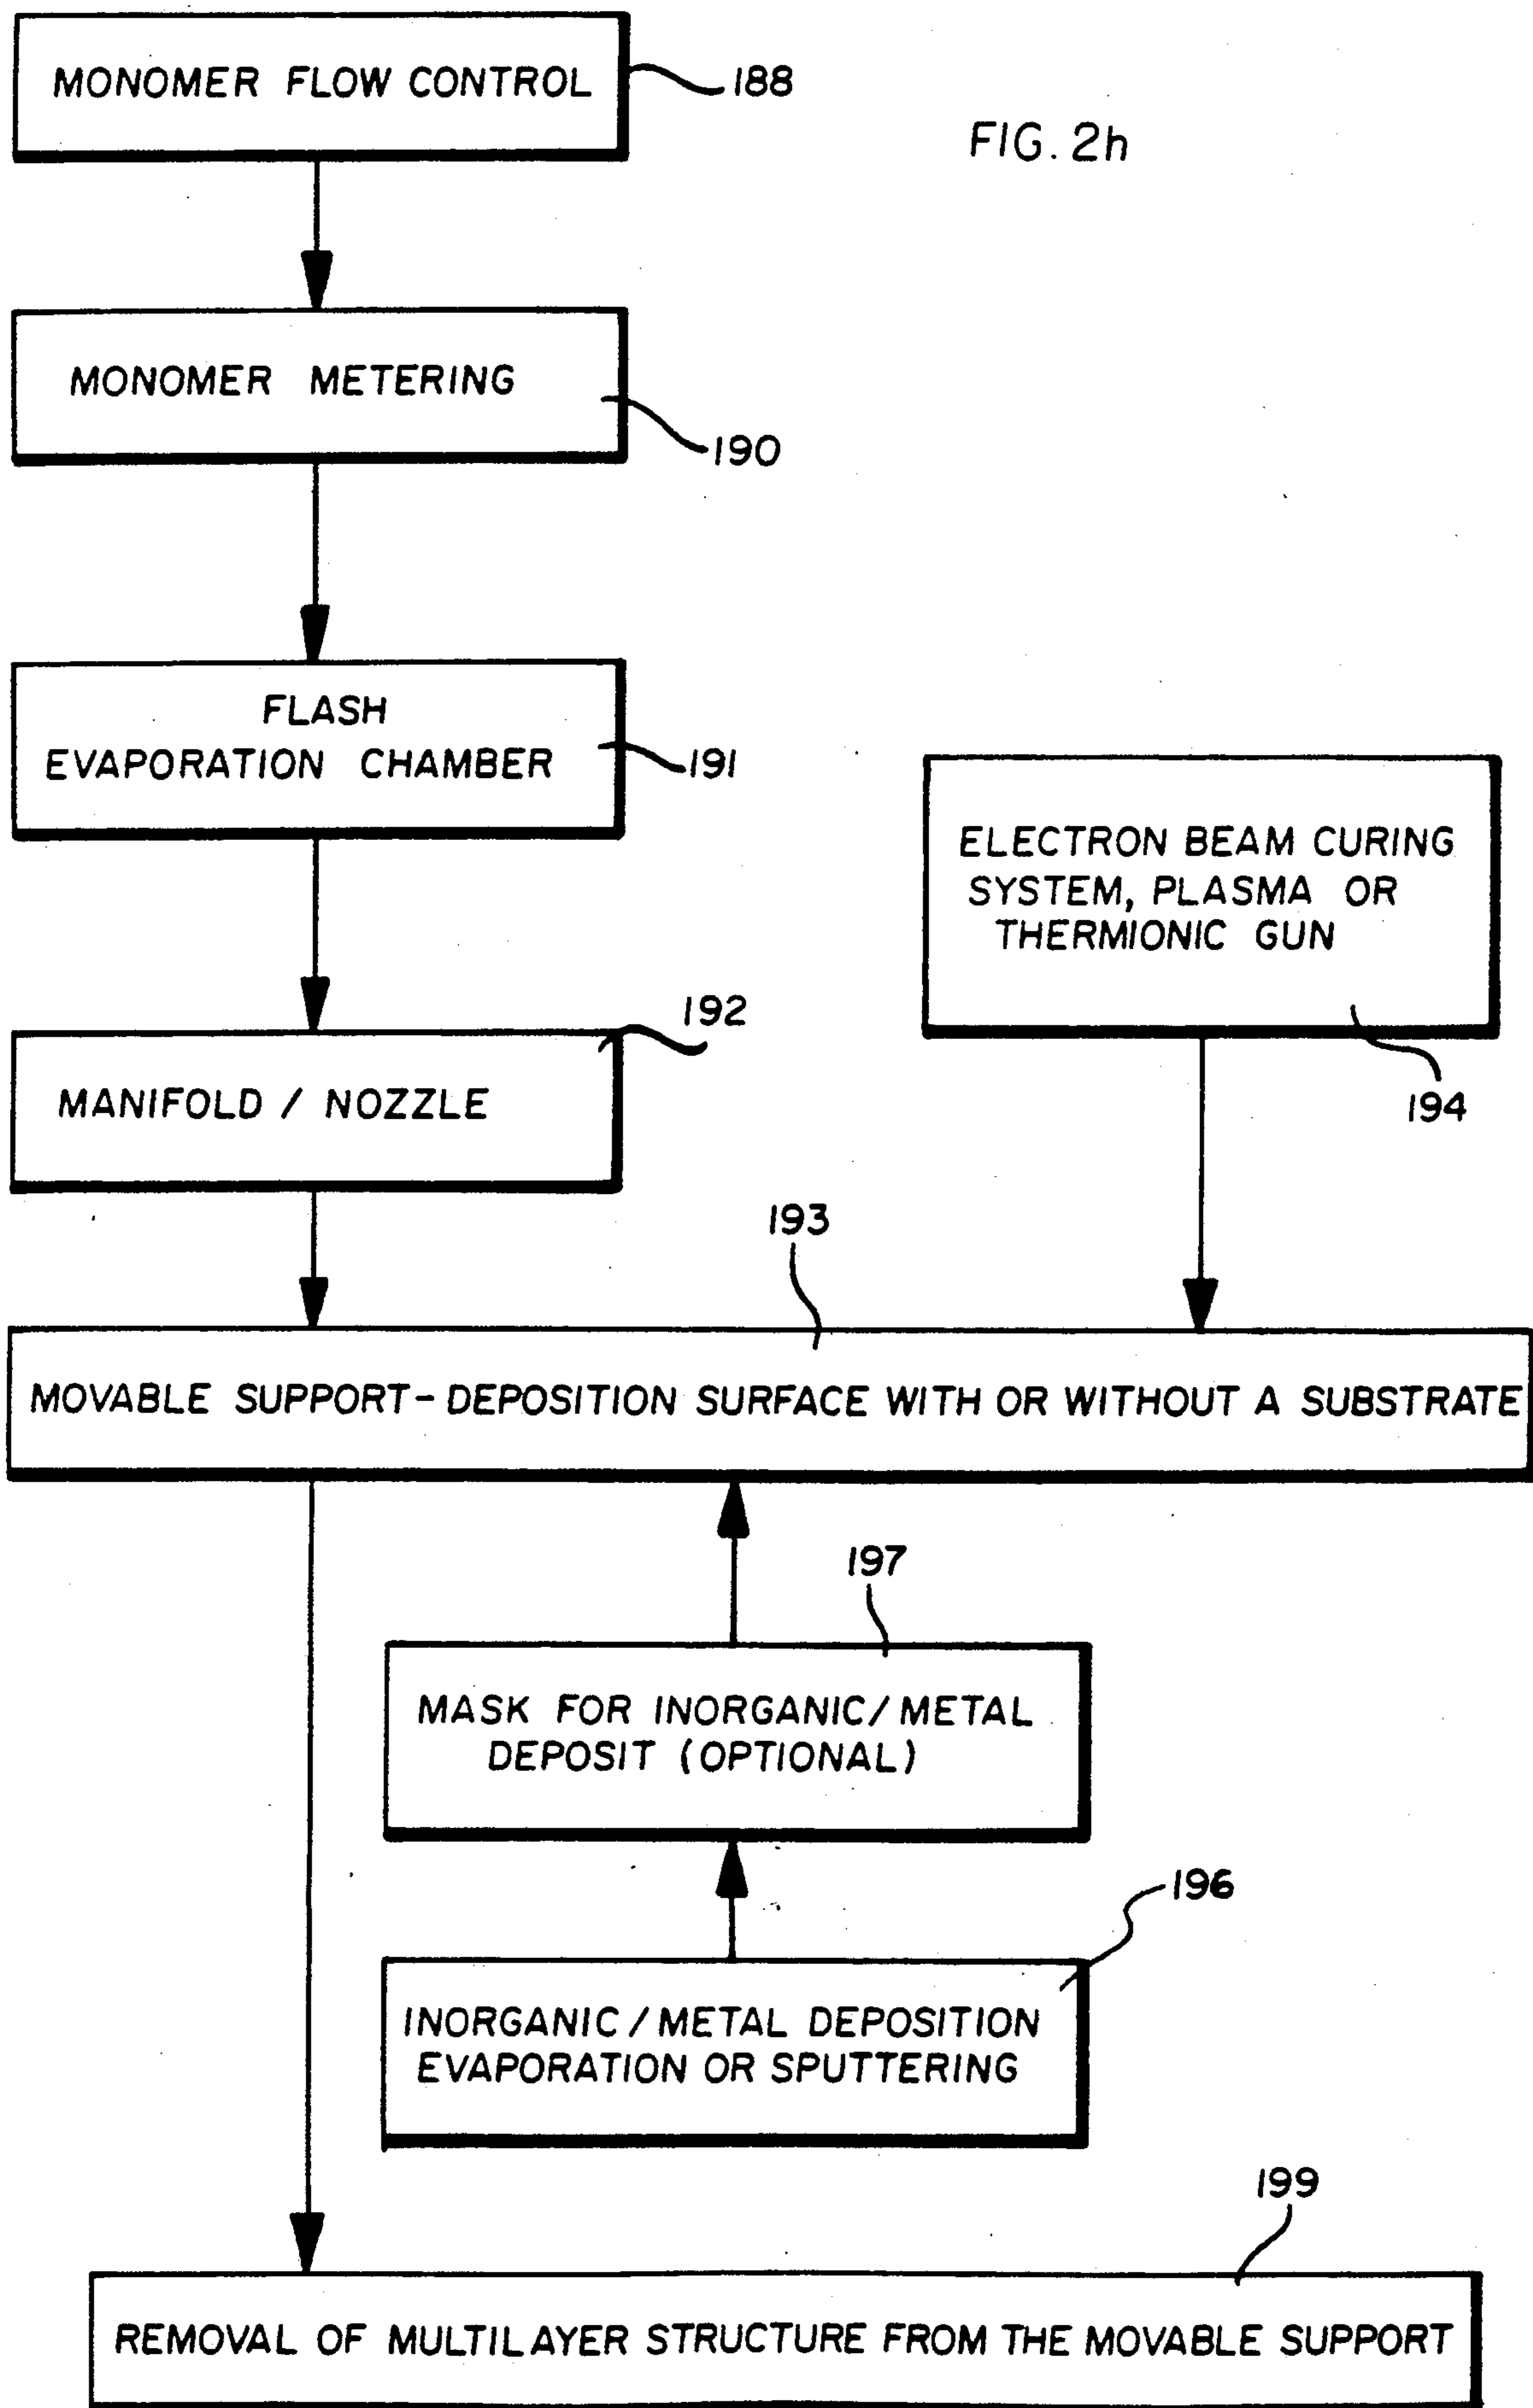 MONOMER FLOW CONTROL
188
FIG. 2h
MONOMER METERING
190
FLASH
EVAPORATION CHAMBER
191
ELECTRON BEAM CURING
SYSTEM, PLASMA OR
THERMIONIC GUN
194
192
MANIFOLD / NOZZLE
193
MOVABLE SUPPORT-DEPOSITION SURFACE WITH OR WITHOUT A SUBSTRATE
197
MASK FOR INORGANIC/METAL
DEPOSIT (OPTIONAL)
196
INORGANIC/METAL DEPOSITION
EVAPORATION OR SPUTTERING
199
REMOVAL OF MULTILAYER STRUCTURE FROM THE MOVABLE SUPPORT